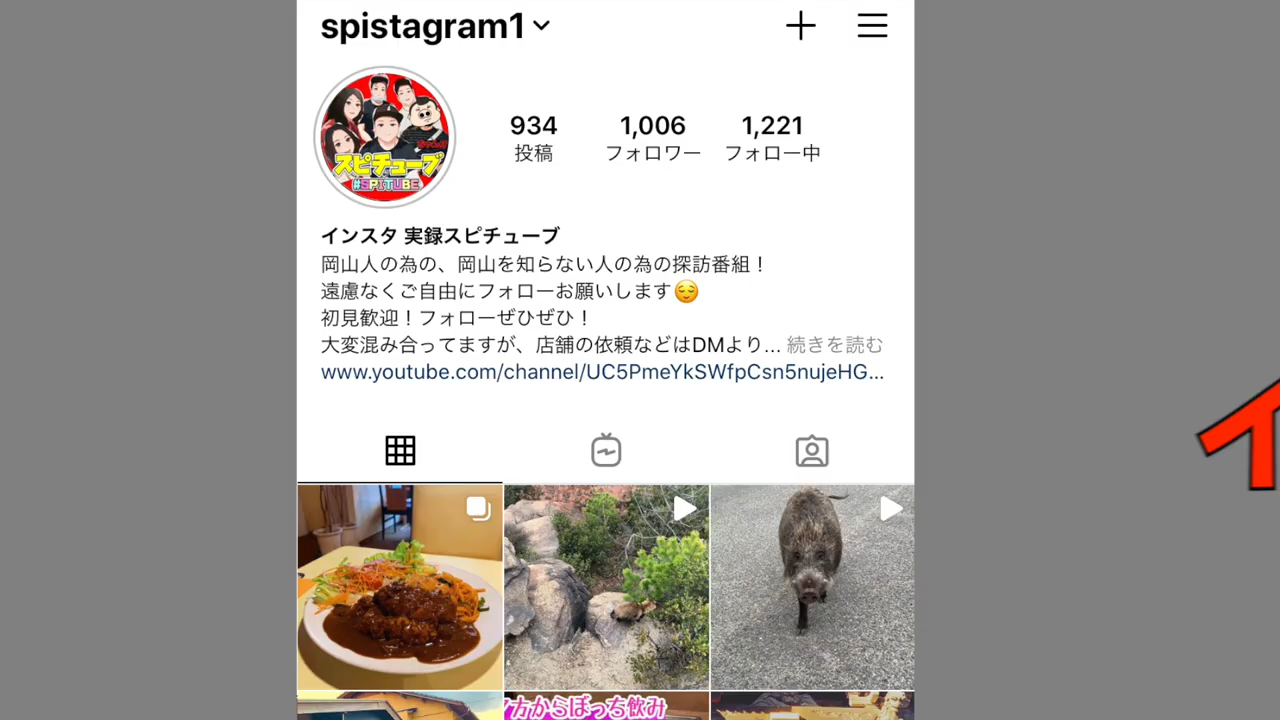 spistagram1
スピチューブ
#SPITUBE
934
投稿
1,006
フォロワー
1,221
フォロー中
インスタ 実録スピチューブ
岡山人の為の、岡山を知らない人の為の探訪番組！
遠慮なくご自由にフォローお願いします😌
初見歓迎！フォローぜひぜひ！
大変混み合ってますが、店舗の依頼などはDMより... 続きを読む
www.youtube.com/channel/UC5PmeYkSWfpCsn5nujeHG...
イ
夕方からぼっち飲み